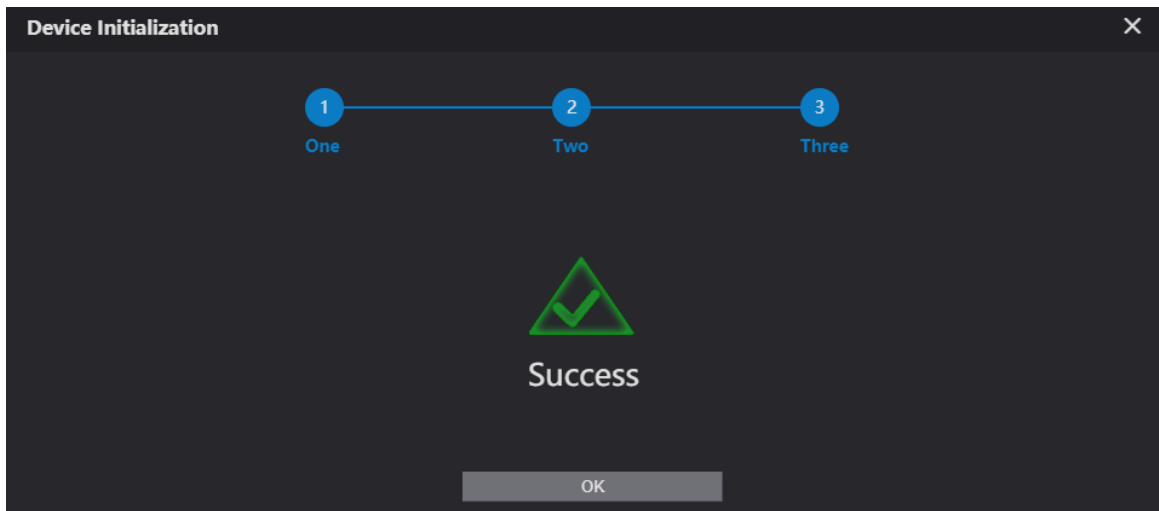 Device Initialization
1
2
3
One
Two
Three
Success
OK